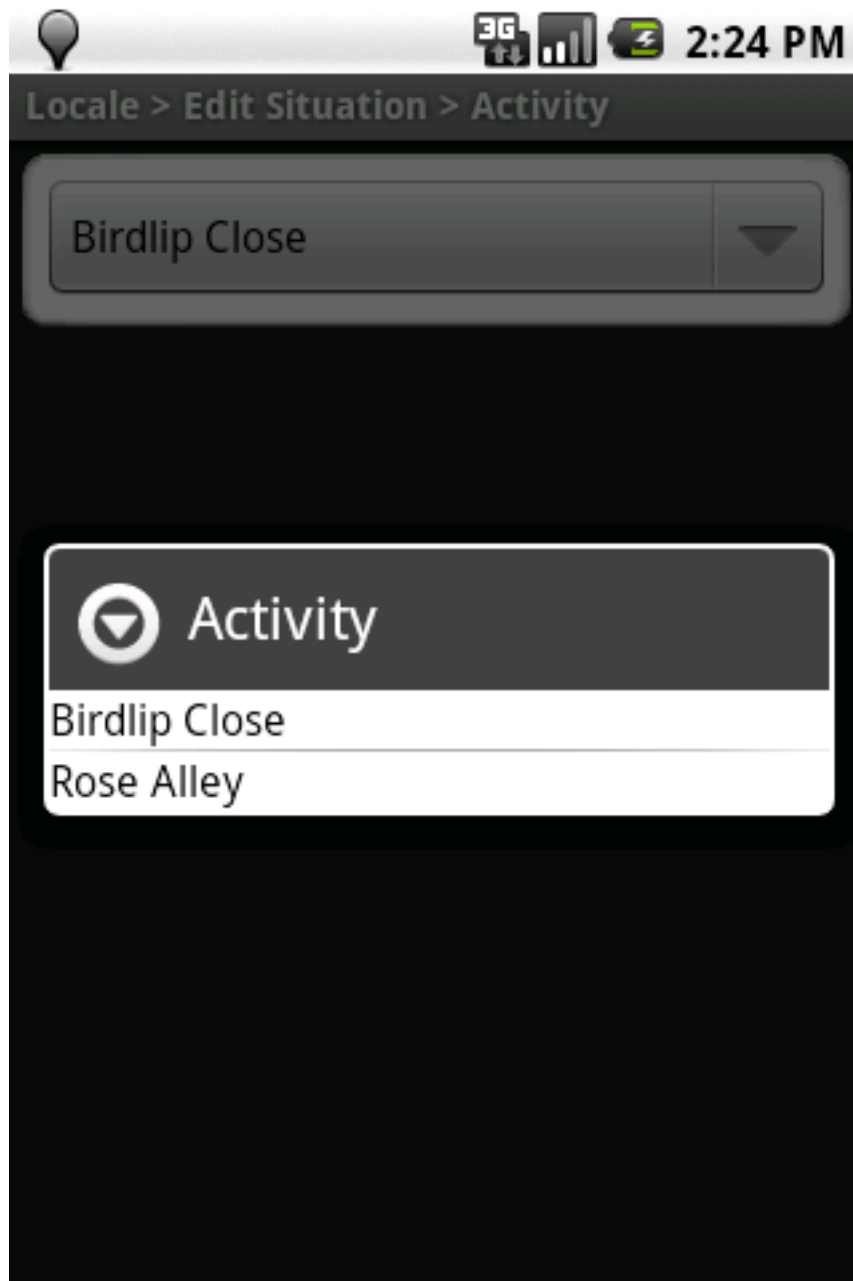 3G 2:24 PM
Locale > Edit Situation > Activity
Birdlip Close
Activity
Birdlip Close
Rose Alley